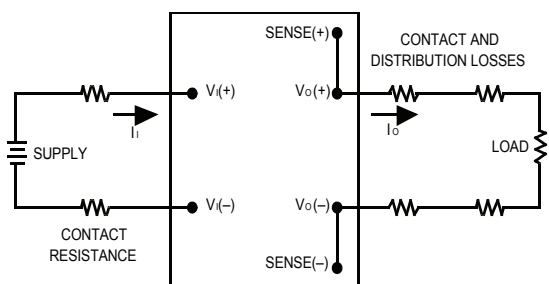 SENSE(+)
CONTACT AND
DISTRIBUTION LOSSES
VI(+)
VO(+)
II
IO
SUPPLY
LOAD
VI(–)
VO(–)
CONTACT
RESISTANCE
SENSE(–)